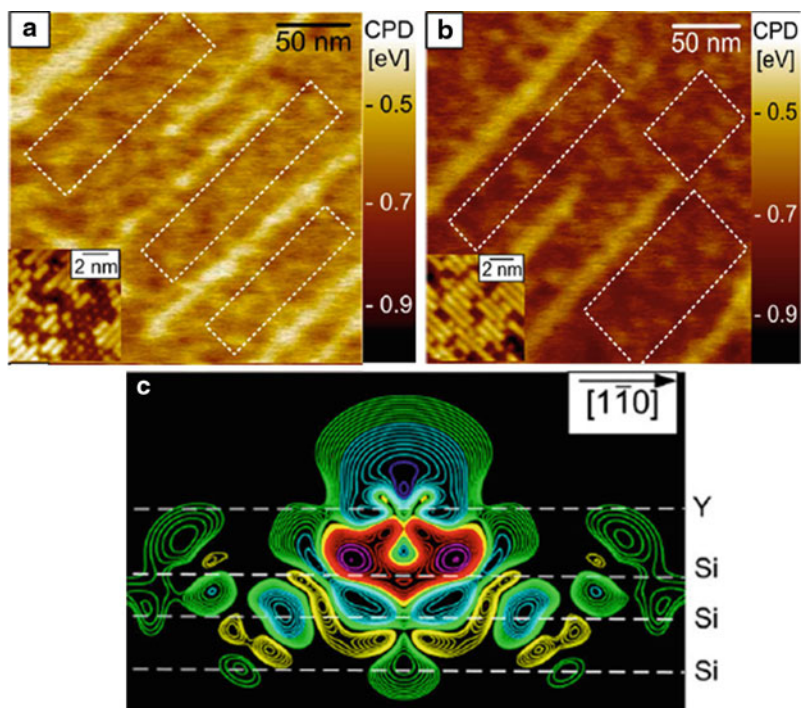 a
50 nm
CPD
[eV]
- 0.5
- 0.7
- 0.9
2 nm
b
50 nm
CPD
[eV]
- 0.5
- 0.7
- 0.9
2 nm
c
[11̄0]
Y
Si
Si
Si